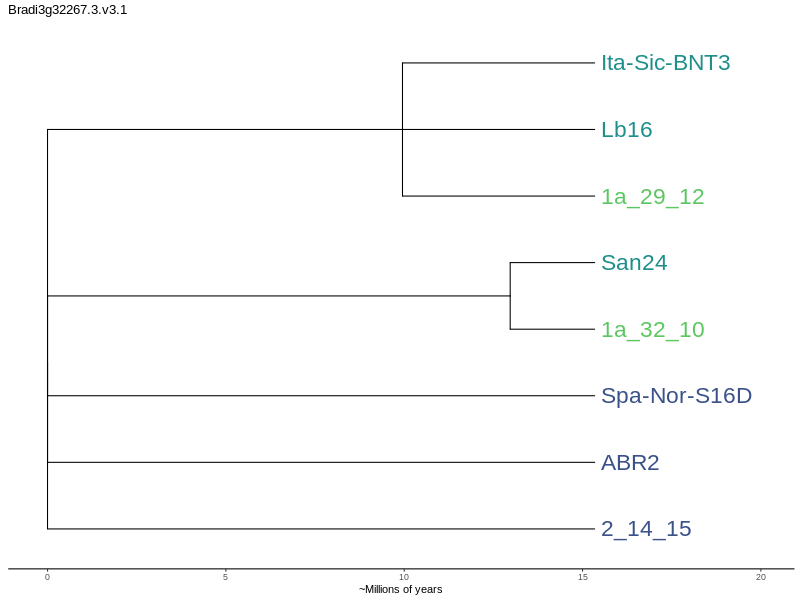 Bradi3g32267.3.v3.1
Ita-Sic-BNT3
Lb16
1a_29_12
San24
1a_32_10
Spa-Nor-S16D
ABR2
2_14_15
0 5 10 15 20
~Millions of years